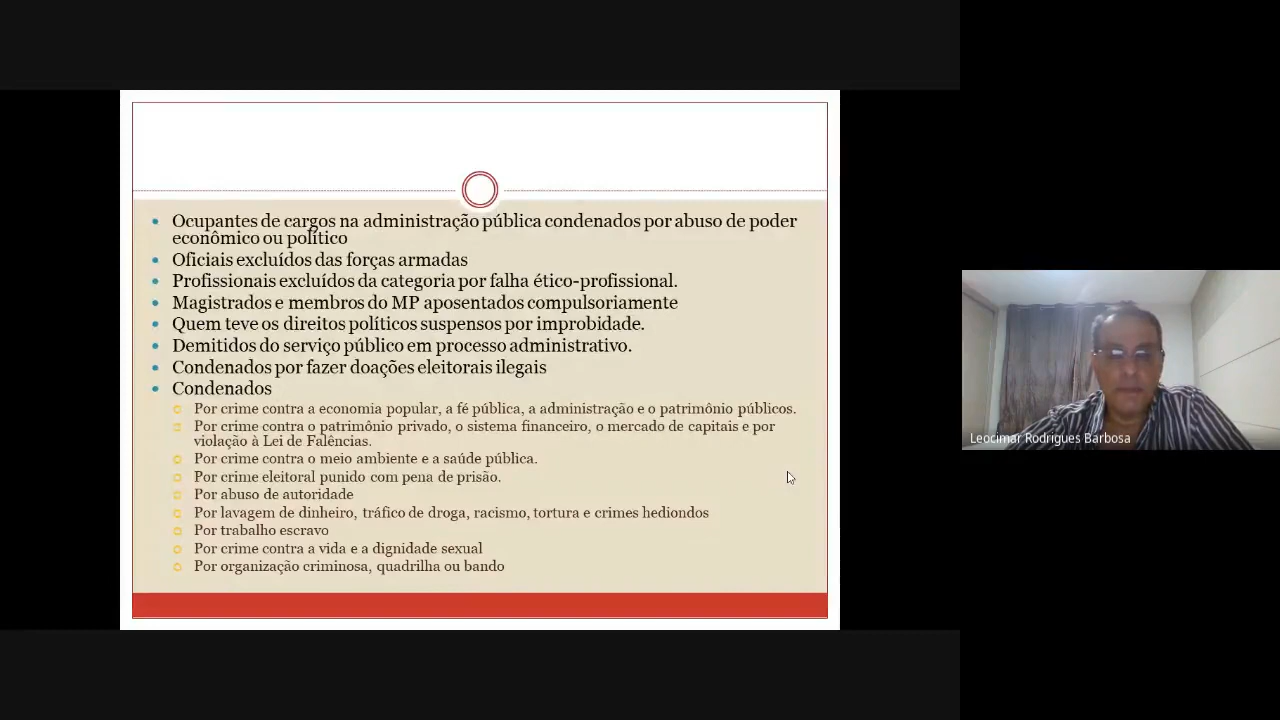 Ocupantes de cargos na administração pública condenados por abuso de poder
econômico ou político
Oficiais excluídos das forças armadas
Profissionais excluídos da categoria por falha ético-profissional.
Magistrados e membros do MP aposentados compulsoriamente
Quem teve os direitos políticos suspensos por improbidade.
Demitidos do serviço público em processo administrativo.
Condenados por fazer doações eleitorais ilegais
Condenados
Por crime contra a economia popular, a fé pública, a administração e o patrimônio públicos.
Por crime contra o patrimônio privado, o sistema financeiro, o mercado de capitais e por
violação à Lei de Falências.
Por crime contra o meio ambiente e a saúde pública.
Por crime eleitoral punido com pena de prisão.
Por abuso de autoridade
Por lavagem de dinheiro, tráfico de droga, racismo, tortura e crimes hediondos
Por trabalho escravo
Por crime contra a vida e a dignidade sexual
Por organização criminosa, quadrilha ou bando
Leocimar Rodrigues Barbosa